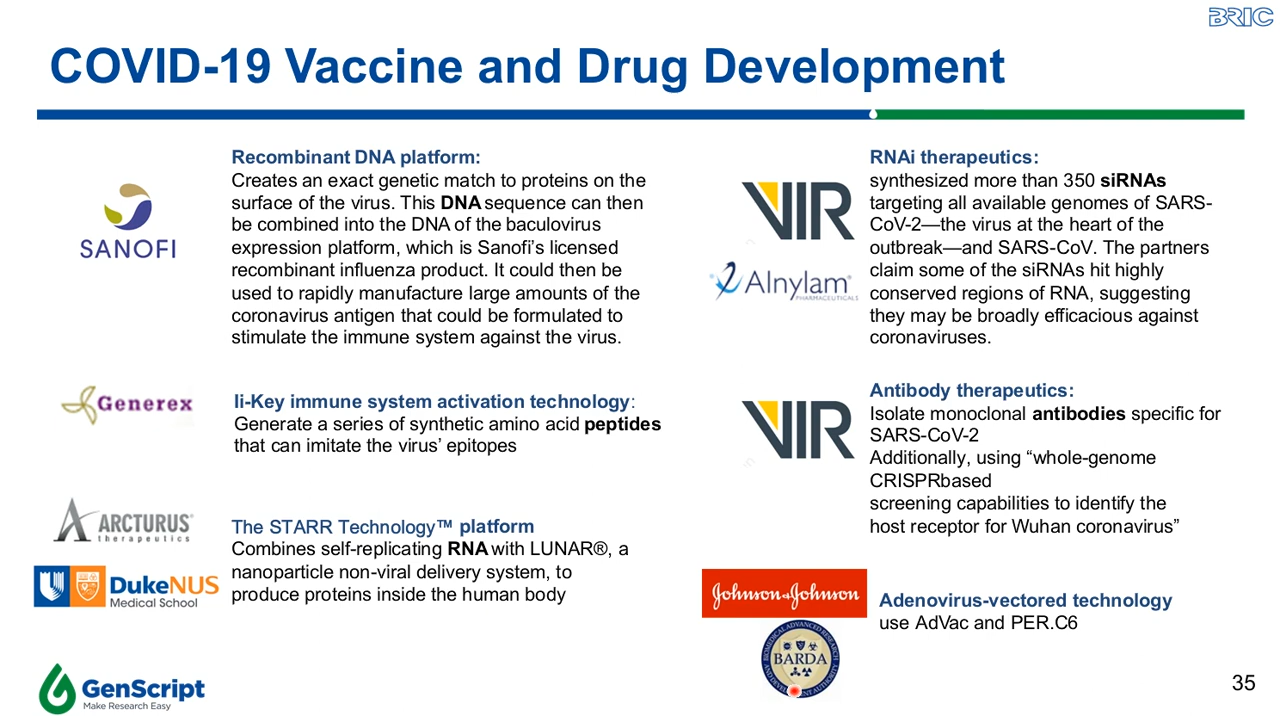 BRIC
COVID-19 Vaccine and Drug Development
SANOFI
Recombinant DNA platform:
Creates an exact genetic match to proteins on the
surface of the virus. This DNA sequence can then
be combined into the DNA of the baculovirus
expression platform, which is Sanofi’s licensed
recombinant influenza product. It could then be
used to rapidly manufacture large amounts of the
coronavirus antigen that could be formulated to
stimulate the immune system against the virus.
Generex
Ii-Key immune system activation technology:
Generate a series of synthetic amino acid peptides
that can imitate the virus’ epitopes
ARCTURUS®
therapeutics
DukeNUS
Medical School
The STARR Technology™ platform
Combines self-replicating RNA with LUNAR®, a
nanoparticle non-viral delivery system, to
produce proteins inside the human body
VIR
Alnylam®
PHARMACEUTICALS
RNAi therapeutics:
synthesized more than 350 siRNAs
targeting all available genomes of SARS-
CoV-2—the virus at the heart of the
outbreak—and SARS-CoV. The partners
claim some of the siRNAs hit highly
conserved regions of RNA, suggesting
they may be broadly efficacious against
coronaviruses.
VIR
Antibody therapeutics:
Isolate monoclonal antibodies specific for
SARS-CoV-2
Additionally, using “whole-genome
CRISPRbased
screening capabilities to identify the
host receptor for Wuhan coronavirus”
Johnson & Johnson
BIOMEDICAL ADVANCED RESEARCH
BARDA
Adenovirus-vectored technology
use AdVac and PER.C6
GenScript
Make Research Easy
35